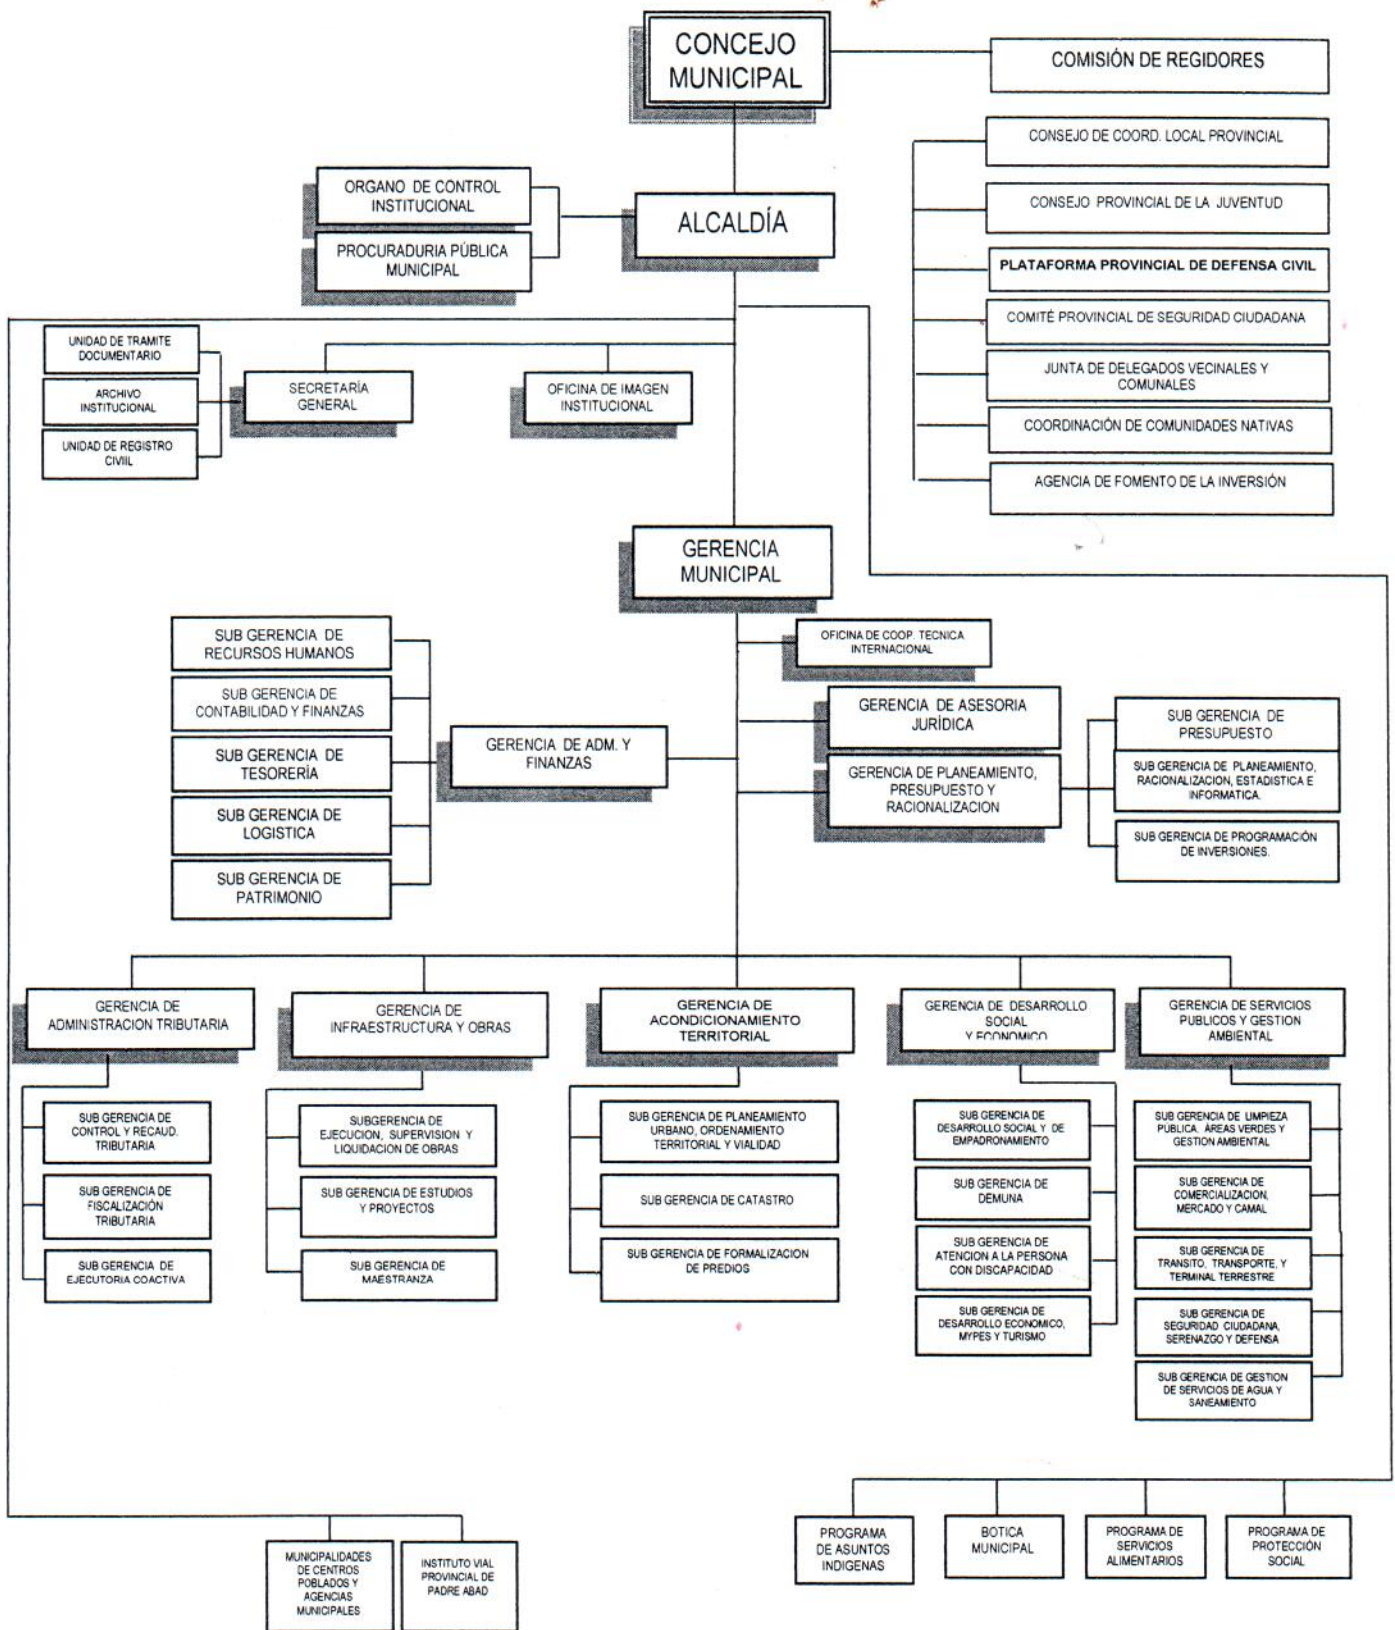 CONCEJO
MUNICIPAL
COMISIÓN DE REGIDORES
CONSEJO DE COORD. LOCAL PROVINCIAL
CONSEJO PROVINCIAL DE LA JUVENTUD
PLATAFORMA PROVINCIAL DE DEFENSA CIVIL
COMITÉ PROVINCIAL DE SEGURIDAD CIUDADANA
JUNTA DE DELEGADOS VECINALES Y
COMUNALES
COORDINACIÓN DE COMUNIDADES NATIVAS
AGENCIA DE FOMENTO DE LA INVERSIÓN
ORGANO DE CONTROL
INSTITUCIONAL
PROCURADURIA PÚBLICA
MUNICIPAL
ALCALDÍA
UNIDAD DE TRAMITE
DOCUMENTARIO
ARCHIVO
INSTITUCIONAL
UNIDAD DE REGISTRO
CIVIIL
SECRETARÍA
GENERAL
OFICINA DE IMAGEN
INSTITUCIONAL
GERENCIA
MUNICIPAL
OFICINA DE COOP. TECNICA
INTERNACIONAL
SUB GERENCIA DE
RECURSOS HUMANOS
SUB GERENCIA DE
CONTABILIDAD Y FINANZAS
SUB GERENCIA DE
TESORERÍA
SUB GERENCIA DE
LOGISTICA
SUB GERENCIA DE
PATRIMONIO
GERENCIA DE ADM. Y
FINANZAS
GERENCIA DE ASESORIA
JURÍDICA
GERENCIA DE PLANEAMIENTO,
PRESUPUESTO Y
RACIONALIZACION
SUB GERENCIA DE
PRESUPUESTO
SUB GERENCIA DE PLANEAMIENTO,
RACIONALIZACION, ESTADISTICA E
INFORMATICA.
SUB GERENCIA DE PROGRAMACIÓN
DE INVERSIONES.
GERENCIA DE
ADMINISTRACION TRIBUTARIA
SUB GERENCIA DE
CONTROL Y RECAUD.
TRIBUTARIA
SUB GERENCIA DE
FISCALIZACIÓN
TRIBUTARIA
SUB GERENCIA DE
EJECUTORIA COACTIVA
GERENCIA DE
INFRAESTRUCTURA Y OBRAS
SUBGERENCIA DE
EJECUCION, SUPERVISION Y
LIQUIDACION DE OBRAS
SUB GERENCIA DE ESTUDIOS
Y PROYECTOS
SUB GERENCIA DE
MAESTRANZA
GERENCIA DE
ACONDICIONAMIENTO
TERRITORIAL
SUB GERENCIA DE PLANEAMIENTO
URBANO, ORDENAMIENTO
TERRITORIAL Y VIALIDAD
SUB GERENCIA DE CATASTRO
SUB GERENCIA DE FORMALIZACION
DE PREDIOS
GERENCIA DE DESARROLLO
SOCIAL
Y ECONOMICO
SUB GERENCIA DE
DESARROLLO SOCIAL Y DE
EMPADRONAMIENTO
SUB GERENCIA DE
DEMUNA
SUB GERENCIA DE
ATENCION A LA PERSONA
CON DISCAPACIDAD
SUB GERENCIA DE
DESARROLLO ECONOMICO,
MYPES Y TURISMO
GERENCIA DE SERVICIOS
PUBLICOS Y GESTION
AMBIENTAL
SUB GERENCIA DE LIMPIEZA
PÚBLICA. ÁREAS VERDES Y
GESTION AMBIENTAL
SUB GERENCIA DE
COMERCIALIZACION,
MERCADO Y CAMAL
SUB GERENCIA DE
TRANSITO, TRANSPORTE, Y
TERMINAL TERRESTRE
SUB GERENCIA DE
SEGURIDAD CIUDADANA,
SERENAZGO Y DEFENSA
SUB GERENCIA DE GESTION
DE SERVICIOS DE AGUA Y
SANEAMIENTO
MUNICIPALIDADES
DE CENTROS
POBLADOS Y
AGENCIAS
MUNICIPALES
INSTITUTO VIAL
PROVINCIAL DE
PADRE ABAD
PROGRAMA
DE ASUNTOS
INDIGENAS
BOTICA
MUNICIPAL
PROGRAMA DE
SERVICIOS
ALIMENTARIOS
PROGRAMA DE
PROTECCIÓN
SOCIAL